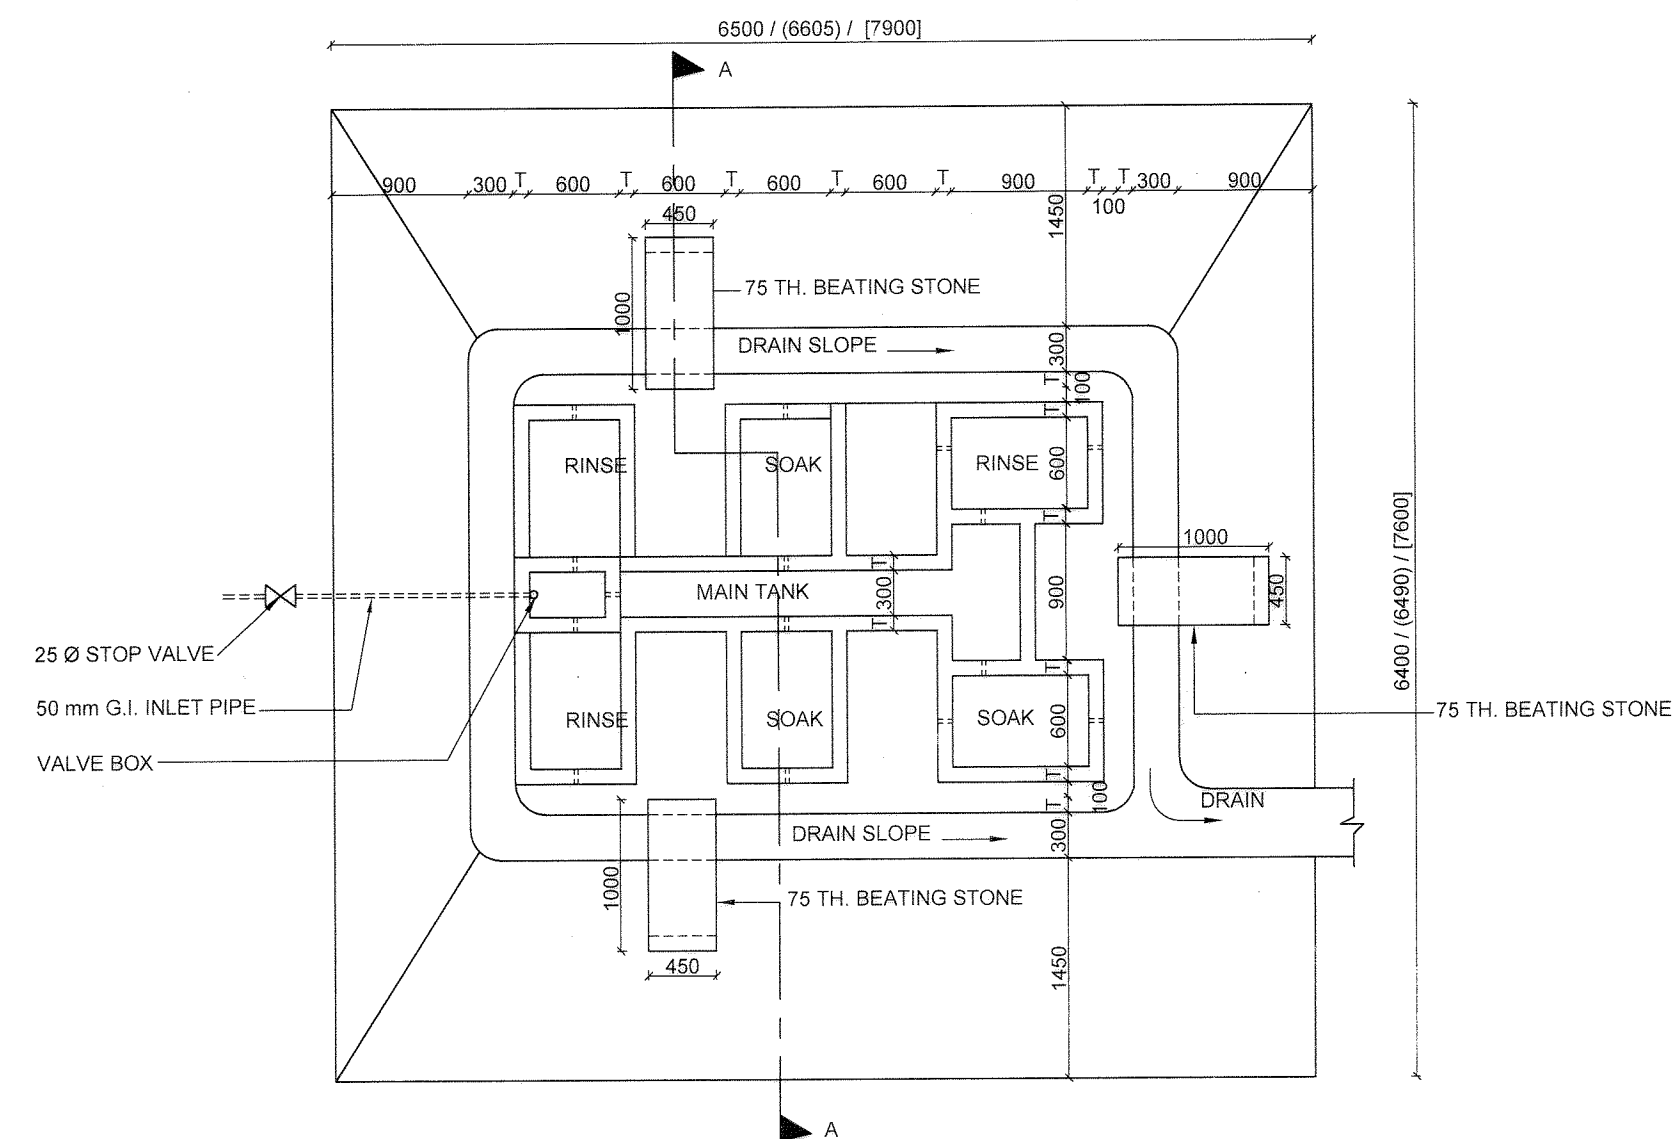 6500 / (6605) / [7900]
A
900 300 T 600 T 600 T 600 T 600 T 900 T T 300 900
100
450
1450
1000
75 TH. BEATING STONE
DRAIN SLOPE
300
T
100
T
RINSE
SOAK
RINSE
600
T
1000
450
6400 / (6490) / [7600]
MAIN TANK
T
300
T
900
25 Ø STOP VALVE
50 mm G.I. INLET PIPE
VALVE BOX
T
RINSE
SOAK
SOAK
600
T
75 TH. BEATING STONE
100
T
DRAIN
DRAIN SLOPE
300
1000
75 TH. BEATING STONE
450
1450
A